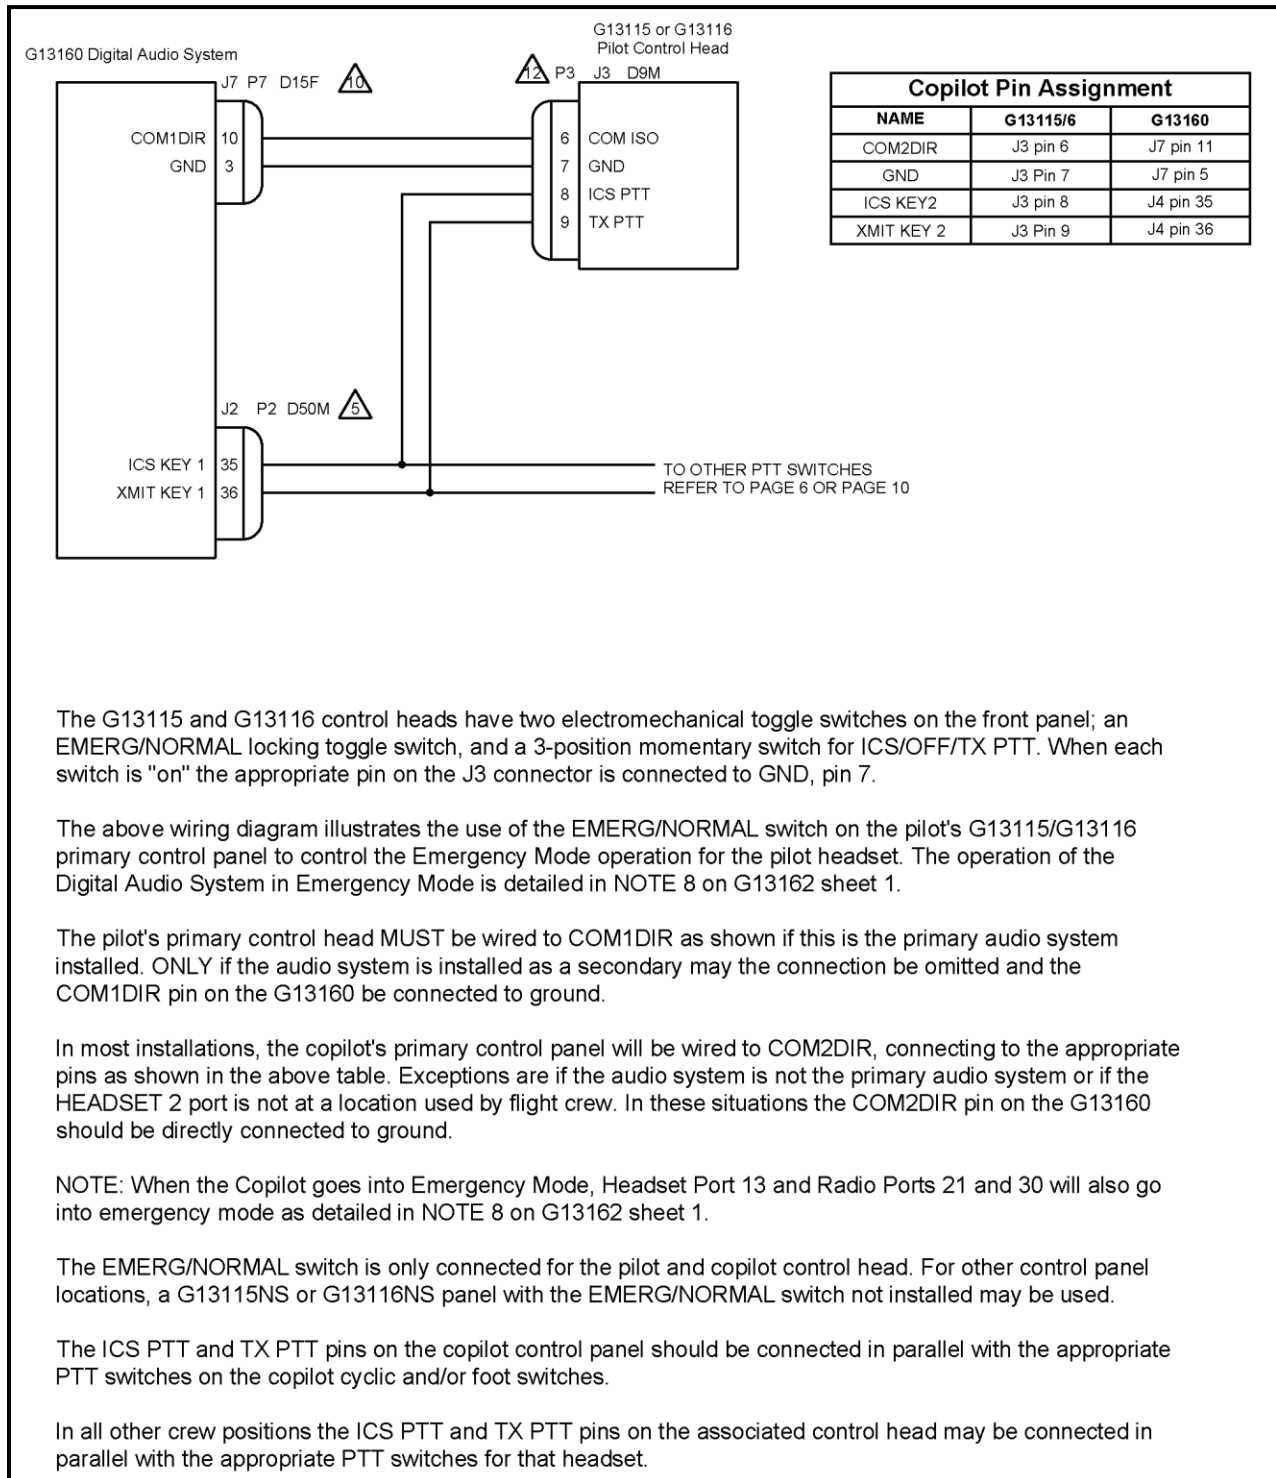 G13160 Digital Audio System
J7 P7 D15F 10
COM1DIR 10
GND 3
G13115 or G13116
Pilot Control Head
12 P3 J3 D9M
6 COM ISO
7 GND
8 ICS PTT
9 TX PTT
Copilot Pin Assignment
NAME G13115/6 G13160
COM2DIR J3 pin 6 J7 pin 11
GND J3 Pin 7 J7 pin 5
ICS KEY2 J3 pin 8 J4 pin 35
XMIT KEY 2 J3 Pin 9 J4 pin 36
J2 P2 D50M 5
ICS KEY 1 35
XMIT KEY 1 36
TO OTHER PTT SWITCHES
REFER TO PAGE 6 OR PAGE 10
The G13115 and G13116 control heads have two electromechanical toggle switches on the front panel; an
EMERG/NORMAL locking toggle switch, and a 3-position momentary switch for ICS/OFF/TX PTT. When each
switch is "on" the appropriate pin on the J3 connector is connected to GND, pin 7.
The above wiring diagram illustrates the use of the EMERG/NORMAL switch on the pilot's G13115/G13116
primary control panel to control the Emergency Mode operation for the pilot headset. The operation of the
Digital Audio System in Emergency Mode is detailed in NOTE 8 on G13162 sheet 1.
The pilot's primary control head MUST be wired to COM1DIR as shown if this is the primary audio system
installed. ONLY if the audio system is installed as a secondary may the connection be omitted and the
COM1DIR pin on the G13160 be connected to ground.
In most installations, the copilot's primary control panel will be wired to COM2DIR, connecting to the appropriate
pins as shown in the above table. Exceptions are if the audio system is not the primary audio system or if the
HEADSET 2 port is not at a location used by flight crew. In these situations the COM2DIR pin on the G13160
should be directly connected to ground.
NOTE: When the Copilot goes into Emergency Mode, Headset Port 13 and Radio Ports 21 and 30 will also go
into emergency mode as detailed in NOTE 8 on G13162 sheet 1.
The EMERG/NORMAL switch is only connected for the pilot and copilot control head. For other control panel
locations, a G13115NS or G13116NS panel with the EMERG/NORMAL switch not installed may be used.
The ICS PTT and TX PTT pins on the copilot control panel should be connected in parallel with the appropriate
PTT switches on the copilot cyclic and/or foot switches.
In all other crew positions the ICS PTT and TX PTT pins on the associated control head may be connected in
parallel with the appropriate PTT switches for that headset.